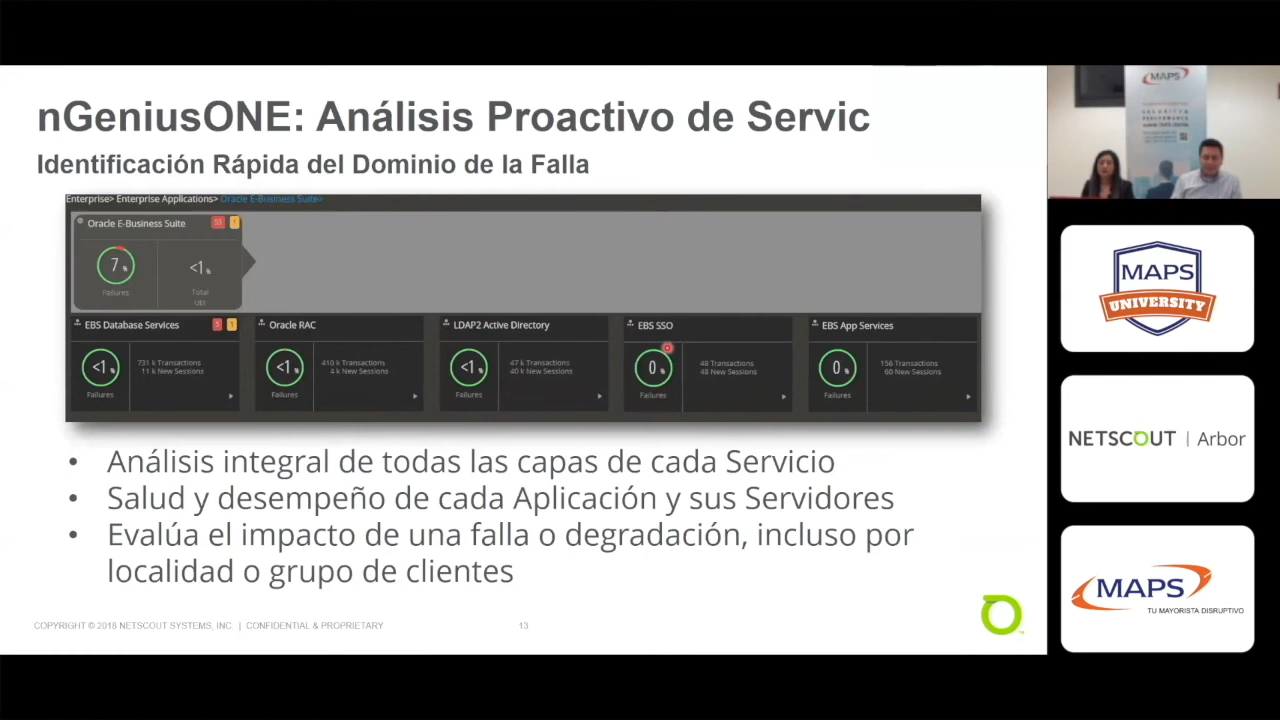 nGeniusONE: Análisis Proactivo de Servic
Identificación Rápida del Dominio de la Falla
Enterprise> Enterprise Applications> Oracle E-Business Suite>
Oracle E-Business Suite 53 1
7 % <1 %
Failures Total
Util
EBS Database Services 5 1
<1 %
731 k Transactions
11 k New Sessions
Failures
Oracle RAC
<1 %
410 k Transactions
4 k New Sessions
Failures
LDAP2 Active Directory
<1 %
47 k Transactions
40 k New Sessions
Failures
EBS SSO
0 %
48 Transactions
48 New Sessions
Failures
EBS App Services
0 %
156 Transactions
60 New Sessions
Failures
• Análisis integral de todas las capas de cada Servicio
• Salud y desempeño de cada Aplicación y sus Servidores
• Evalúa el impacto de una falla o degradación, incluso por
localidad o grupo de clientes
COPYRIGHT © 2018 NETSCOUT SYSTEMS, INC. | CONFIDENTIAL & PROPRIETARY 13
MAPS
MAPS
UNIVERSITY
NETSCOUT | Arbor
MAPS
TU MAYORISTA DISRUPTIVO